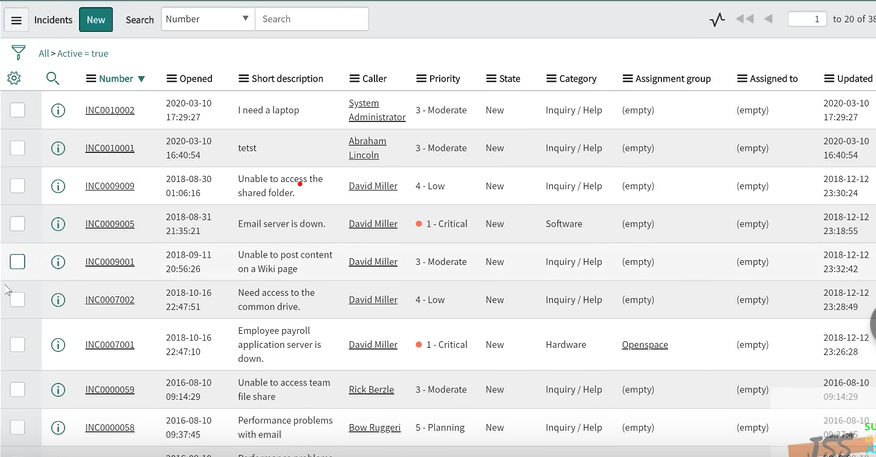 Incidents New Search Number Search 1 to 20 of 38
All > Active = true
Number Opened Short description Caller Priority State Category Assignment group Assigned to Updated
INC0010002 2020-03-10 17:29:27 I need a laptop System Administrator 3 - Moderate New Inquiry / Help (empty) (empty) 2020-03-10 17:29:27
INC0010001 2020-03-10 16:40:54 tetst Abraham Lincoln 3 - Moderate New Inquiry / Help (empty) (empty) 2020-03-10 16:40:54
INC0009009 2018-08-30 01:06:16 Unable to access the shared folder. David Miller 4 - Low New Inquiry / Help (empty) (empty) 2018-12-12 23:30:24
INC0009005 2018-08-31 21:35:21 Email server is down. David Miller 1 - Critical New Software (empty) (empty) 2018-12-12 23:18:55
INC0009001 2018-09-11 20:56:26 Unable to post content on a Wiki page David Miller 3 - Moderate New Inquiry / Help (empty) (empty) 2018-12-12 23:32:42
INC0007002 2018-10-16 22:47:51 Need access to the common drive. David Miller 4 - Low New Inquiry / Help (empty) (empty) 2018-12-12 23:28:49
INC0007001 2018-10-16 22:47:10 Employee payroll application server is down. David Miller 1 - Critical New Hardware Openspace (empty) 2018-12-12 23:26:28
INC0000059 2016-08-10 09:14:29 Unable to access team file share Rick Berzle 3 - Moderate New Inquiry / Help (empty) (empty) 2016-08-10 09:14:29
INC0000058 2016-08-10 09:37:45 Performance problems with email Bow Ruggeri 5 - Planning New Inquiry / Help (empty) (empty) 2016-08-10 09:37:45
JSS